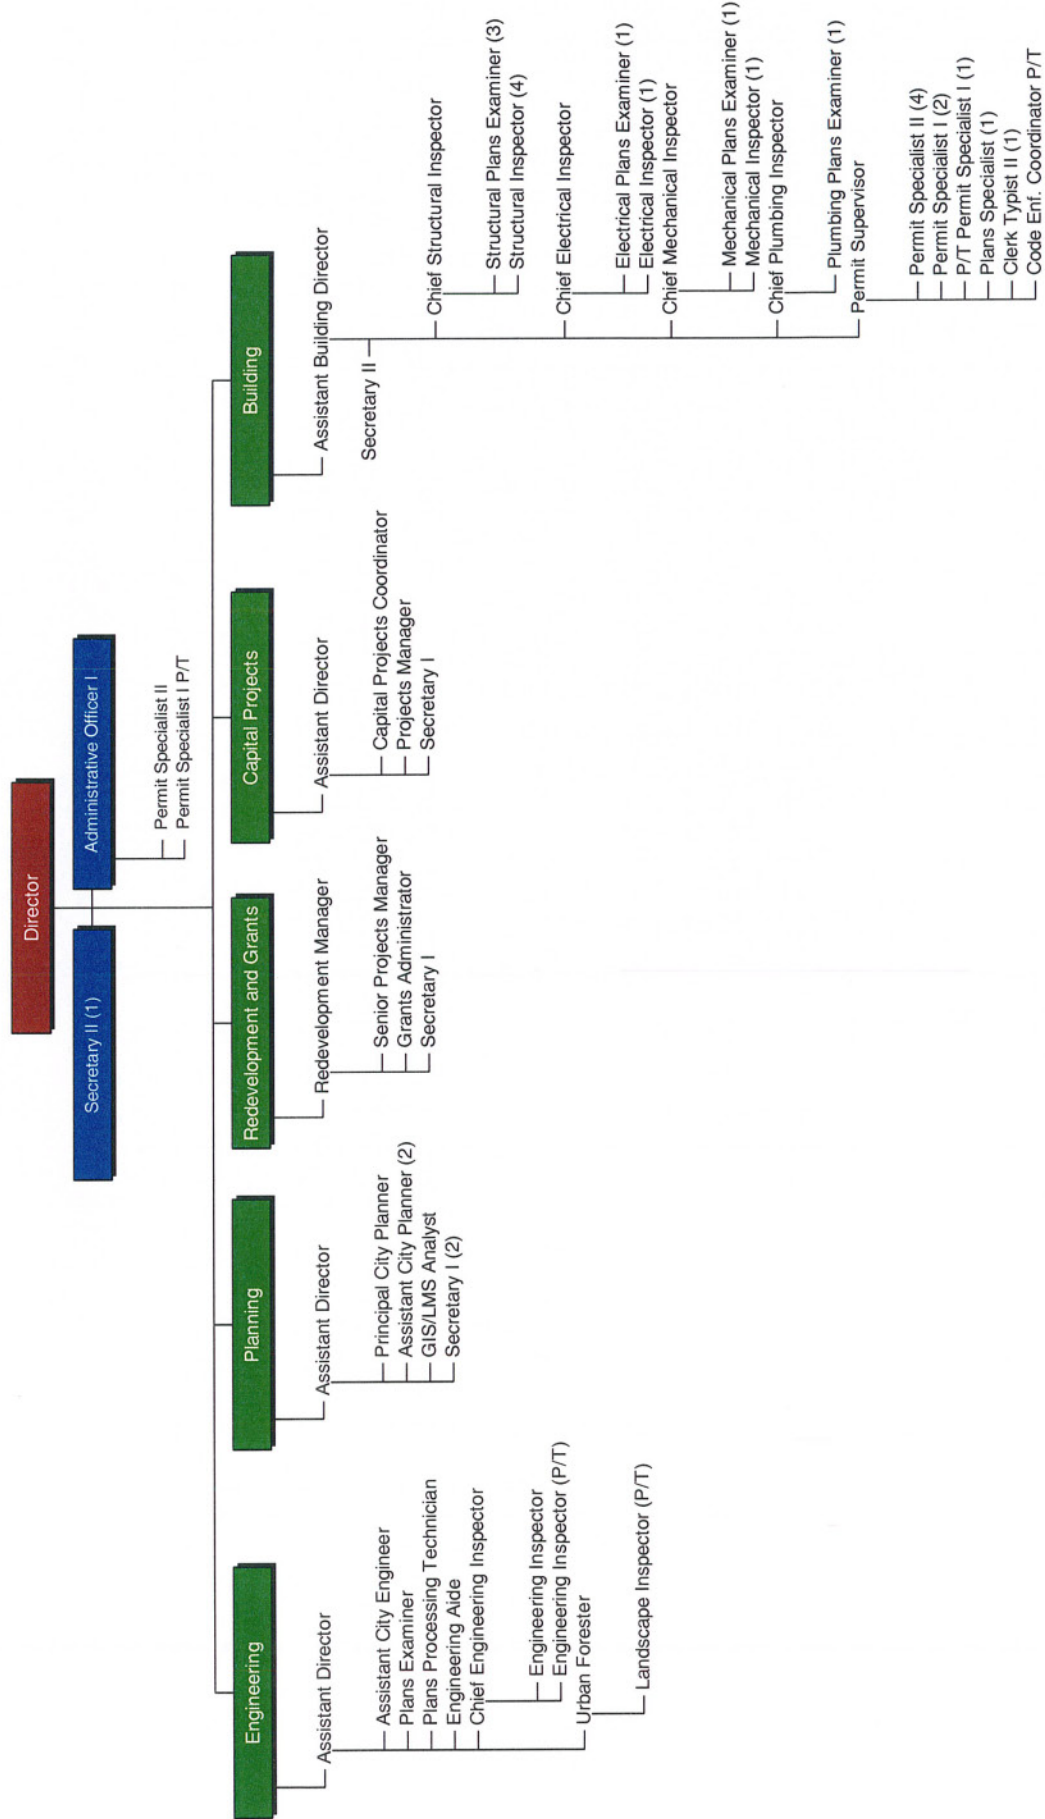 Director
Secretary II (1)
Administrative Officer I
Permit Specialist II
Permit Specialist I P/T
Engineering
Assistant Director
Assistant City Engineer
Plans Examiner
Plans Processing Technician
Engineering Aide
Chief Engineering Inspector
Engineering Inspector
Engineering Inspector (P/T)
Urban Forester
Landscape Inspector (P/T)
Planning
Assistant Director
Principal City Planner
Assistant City Planner (2)
GIS/LMS Analyst
Secretary I (2)
Redevelopment and Grants
Redevelopment Manager
Senior Projects Manager
Grants Administrator
Secretary I
Capital Projects
Assistant Director
Capital Projects Coordinator
Projects Manager
Secretary I
Building
Assistant Building Director
Secretary II
Chief Structural Inspector
Structural Plans Examiner (3)
Structural Inspector (4)
Chief Electrical Inspector
Electrical Plans Examiner (1)
Electrical Inspector (1)
Chief Mechanical Inspector
Mechanical Plans Examiner (1)
Mechanical Inspector (1)
Chief Plumbing Inspector
Plumbing Plans Examiner (1)
Permit Supervisor
Permit Specialist II (4)
Permit Specialist I (2)
P/T Permit Specialist I (1)
Plans Specialist (1)
Clerk Typist II (1)
Code Enf. Coordinator P/T